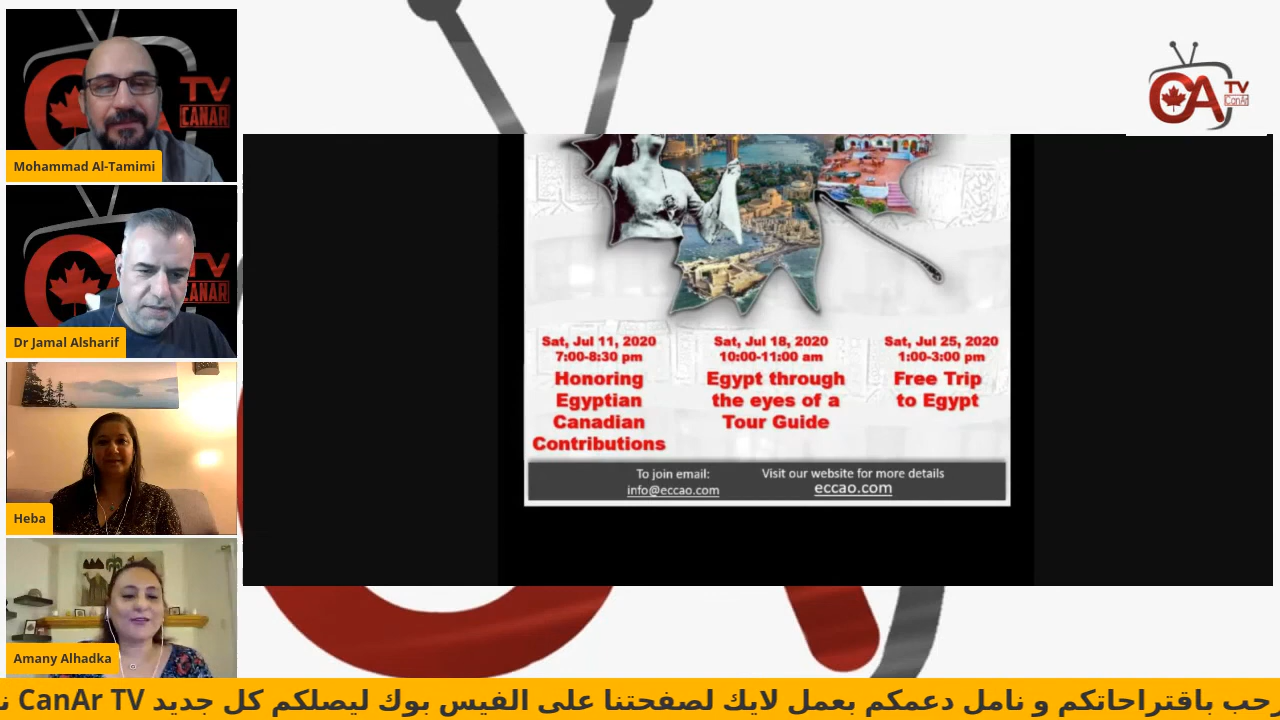 TV
CANAR
Mohammad Al-Tamimi
TV
CANAR
Dr Jamal Alsharif
Heba
Amany Alhadka
CA TV
CanAr
Sat, Jul 11, 2020
7:00-8:30 pm
Honoring
Egyptian
Canadian
Contributions
Sat, Jul 18, 2020
10:00-11:00 am
Egypt through
the eyes of a
Tour Guide
Sat, Jul 25, 2020
1:00-3:00 pm
Free Trip
to Egypt
To join email:
info@eccao.com
Visit our website for more details
eccao.com
باقتراحاتكم و نامل دعمكم بعمل لايك لصفحتنا على الفيس بوك ليصلكم كل جديد CanAr TV